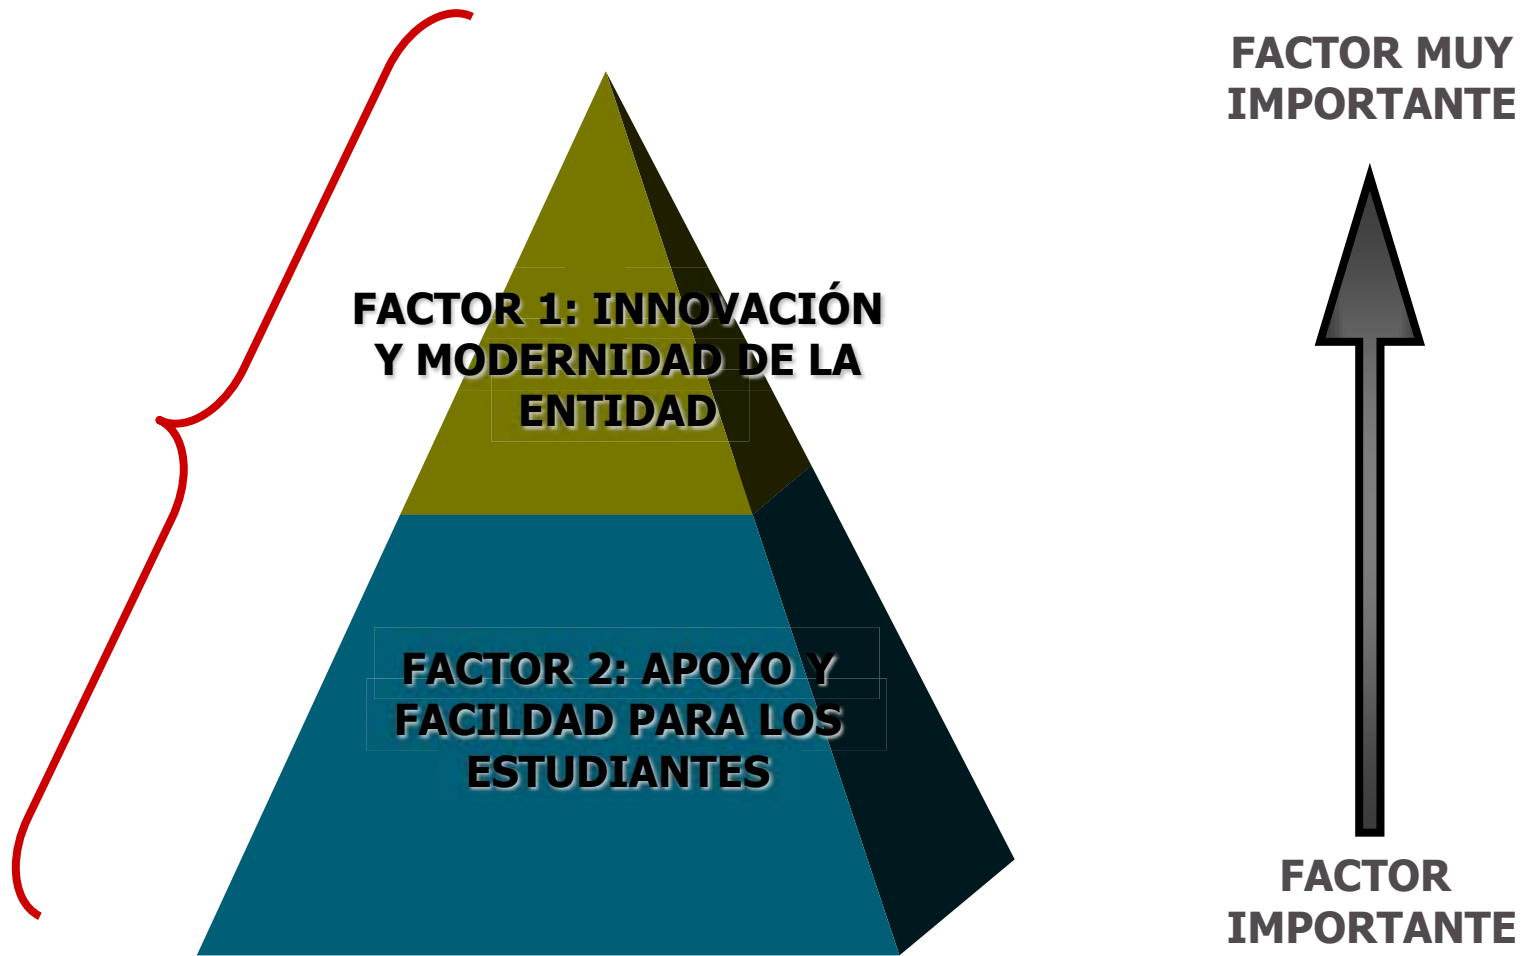 FACTOR MUY
IMPORTANTE
FACTOR 1: INNOVACIÓN
Y MODERNIDAD DE LA
ENTIDAD
FACTOR 2: APOYO Y
FACILDAD PARA LOS
ESTUDIANTES
FACTOR
IMPORTANTE